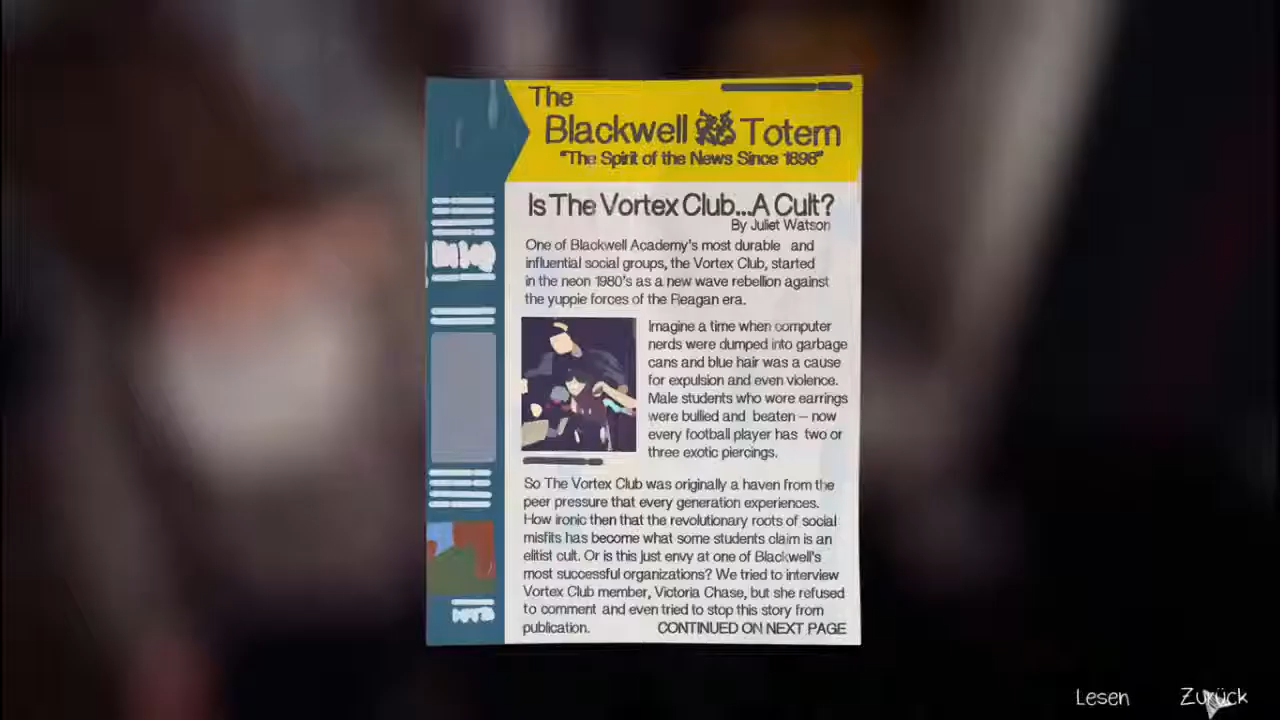 The
Blackwell Totem
"The Spirit of the News Since 1898"
Is The Vortex Club...A Cult?
By Juliet Watson
One of Blackwell Academy's most durable and
influential social groups, the Vortex Club, started
in the neon 1980's as a new wave rebellion against
the yuppie forces of the Reagan era.
Imagine a time when computer
nerds were dumped into garbage
cans and blue hair was a cause
for expulsion and even violence.
Male students who wore earrings
were bullied and beaten – now
every football player has two or
three exotic piercings.
So The Vortex Club was originally a haven from the
peer pressure that every generation experiences.
How ironic then that the revolutionary roots of social
misfits has become what some students claim is an
elitist cult. Or is this just envy at one of Blackwell's
most successful organizations? We tried to interview
Vortex Club member, Victoria Chase, but she refused
to comment and even tried to stop this story from
publication. CONTINUED ON NEXT PAGE
Lesen Zurück